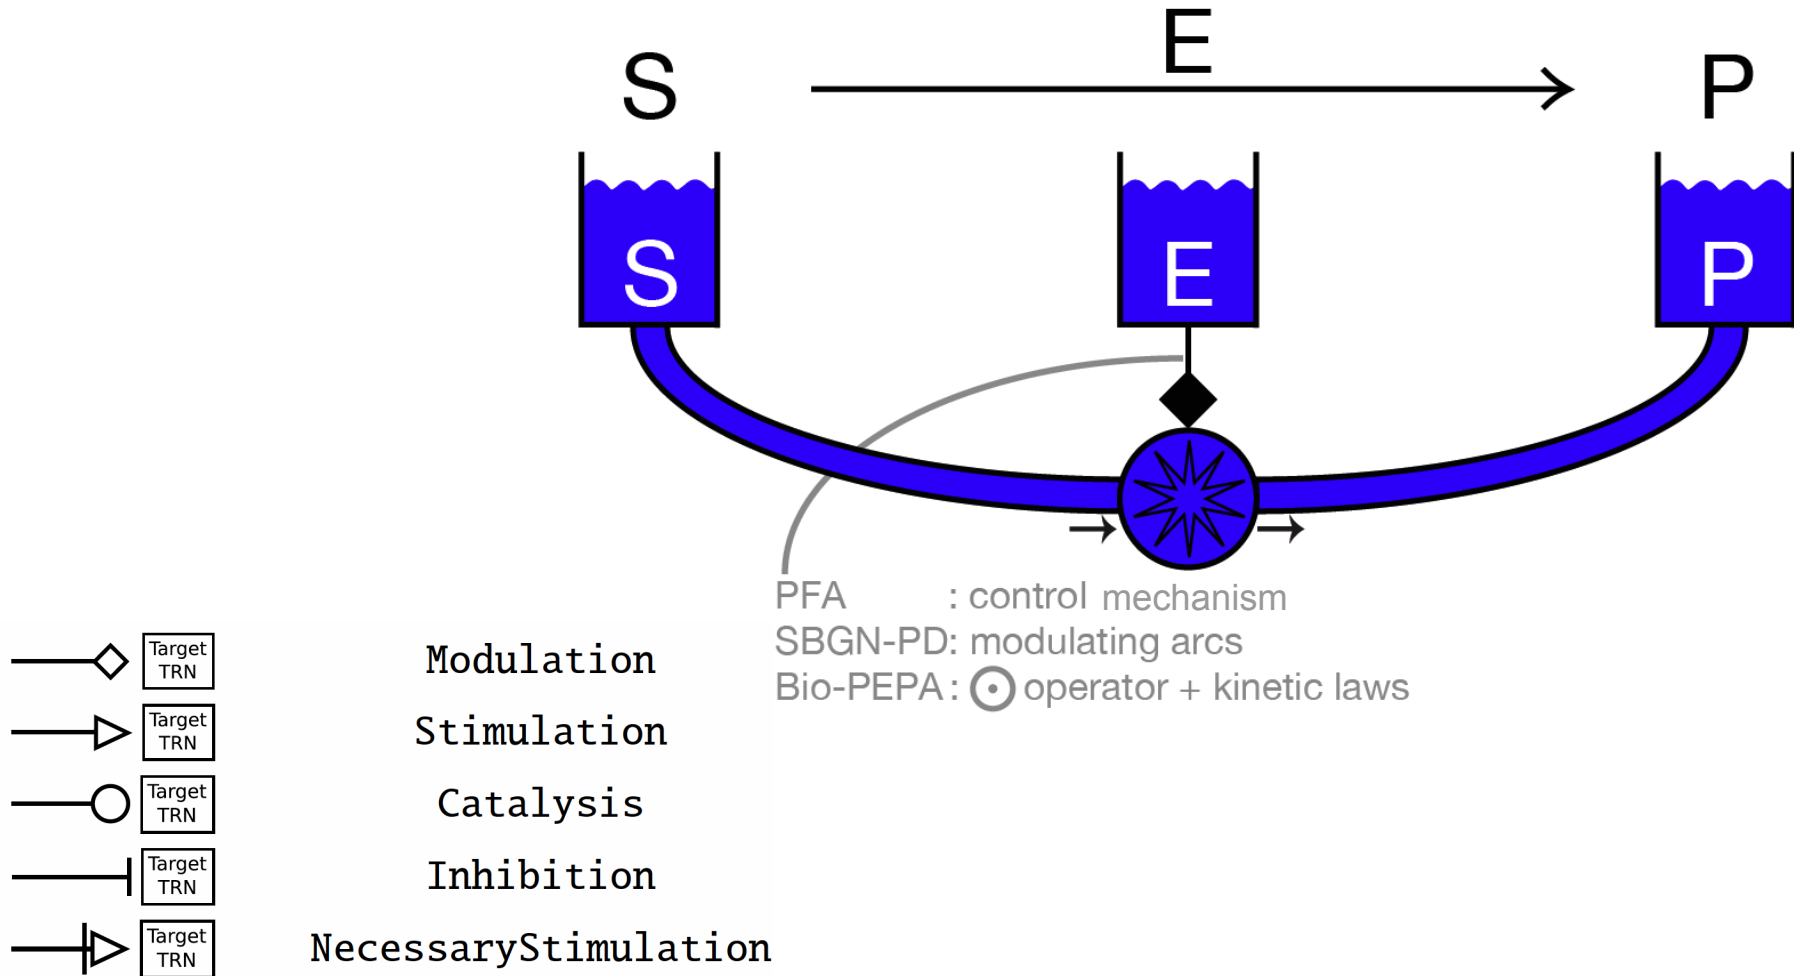 E
S P
S E P
PFA : control mechanism
SBGN-PD: modulating arcs
Bio-PEPA: ⊙ operator + kinetic laws
Target
TRN
Modulation
Target
TRN
Stimulation
Target
TRN
Catalysis
Target
TRN
Inhibition
Target
TRN
NecessaryStimulation